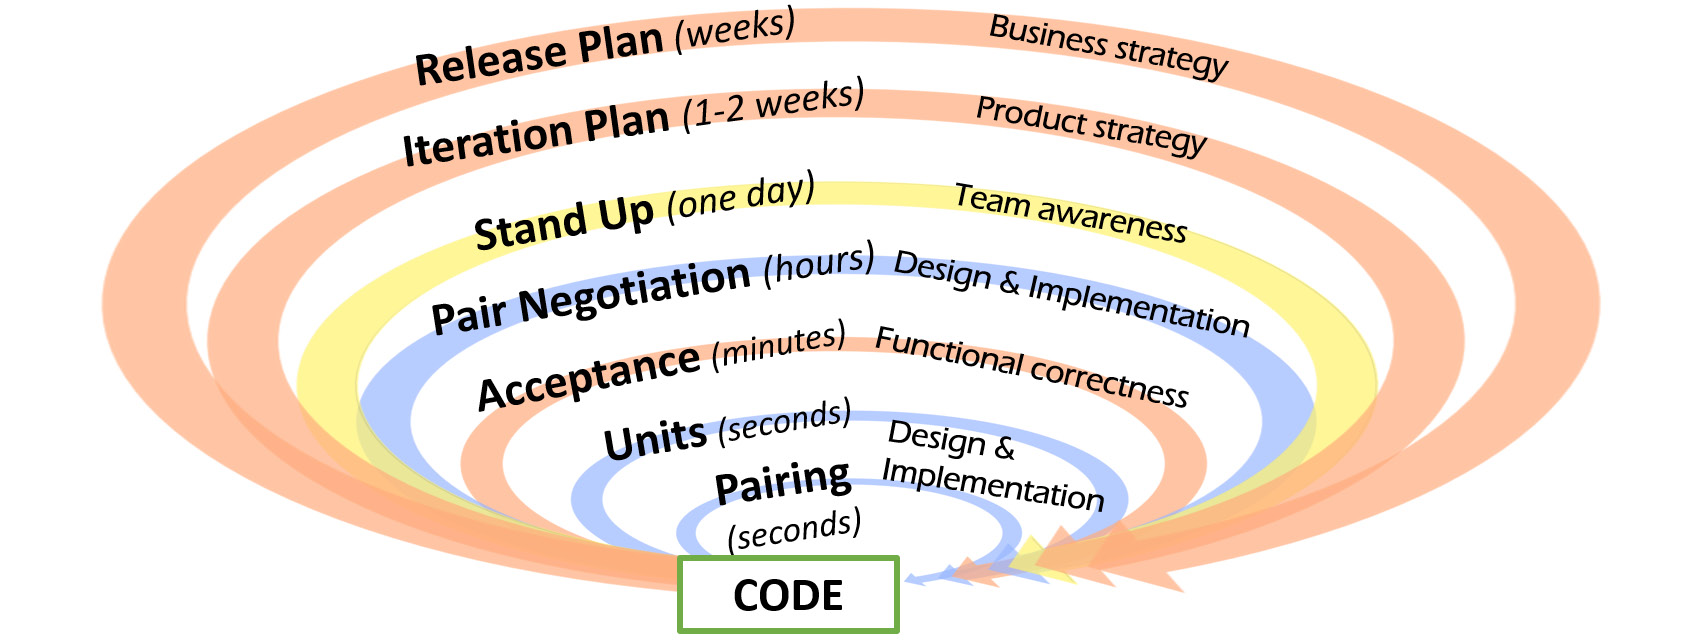 Release Plan (weeks) Business strategy
Iteration Plan (1-2 weeks) Product strategy
Stand Up (one day) Team awareness
Pair Negotiation (hours) Design & Implementation
Acceptance (minutes) Functional correctness
Units (seconds) Design &
Implementation
Pairing
(seconds)
CODE